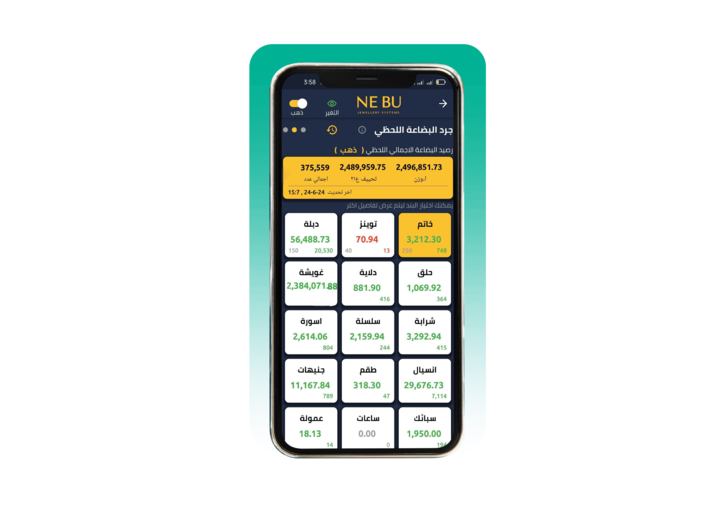 3:58
NE BU
JEWELLERY SYSTEMS
ذهب
التغير
جرد البضاعة اللحظي
رصيد البضاعة الاجمالي اللحظي ( ذهب )
2,496,851.73 2,489,959.75 375,559
أ.وزن تحييف ع٢١ اجمالي عدد
اخر تحديث 24-6-24 , 15:7
يمكنك اختيار البند ليتم عرض تفاصيل اكثر
خاتم توينز دبلة
3,212.30 70.94 56,488.73
748 13 40 20,530 150
حلق دلاية غويشة
1,069.92 881.90 2,384,071.88
364 416
شرابة سلسلة اسورة
3,292.94 2,159.94 2,614.06
415 244 804
انسيال طقم جنيهات
29,676.73 318.30 11,167.84
7,114 47 789
سبائك ساعات عمولة
1,950.00 0.00 18.13
194 0 14